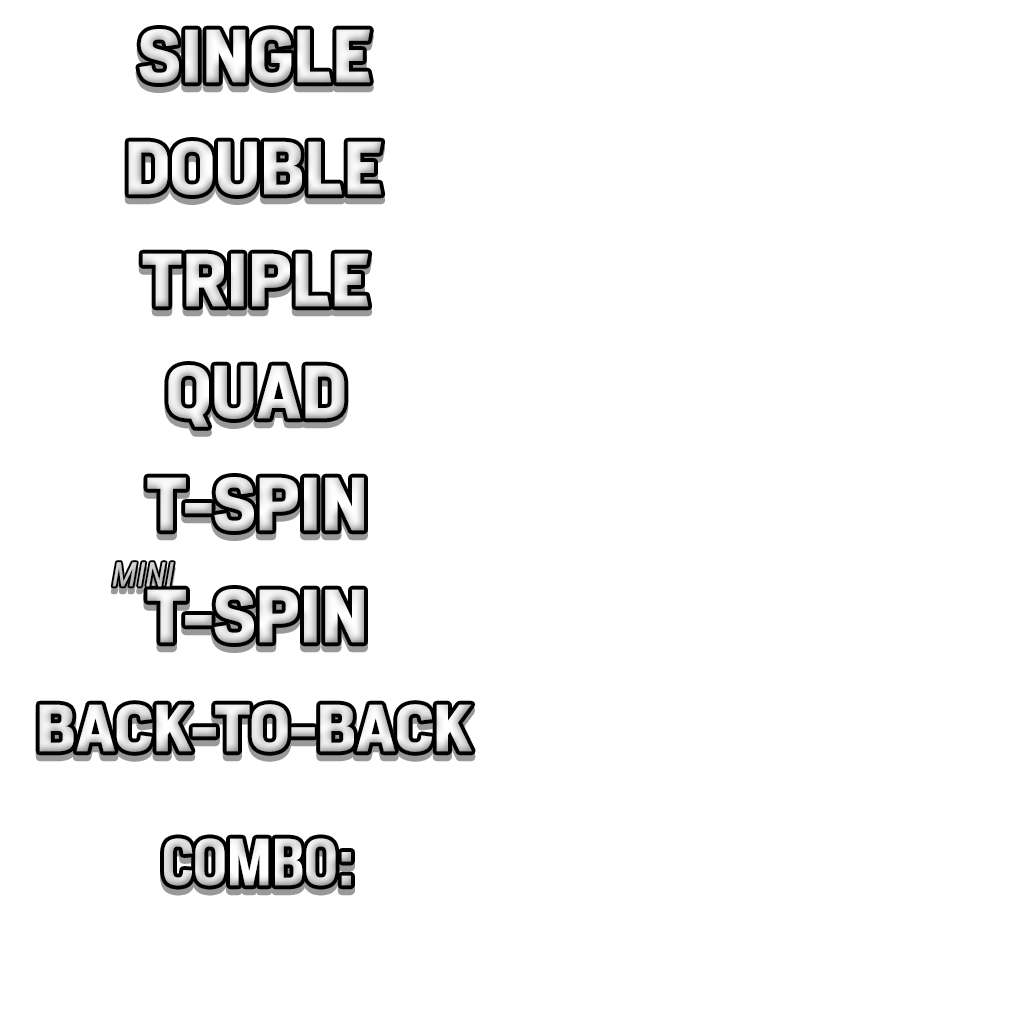 SINGLE
DOUBLE
TRIPLE
QUAD
T-SPIN
MINI
T-SPIN
BACK-TO-BACK
COMBO: